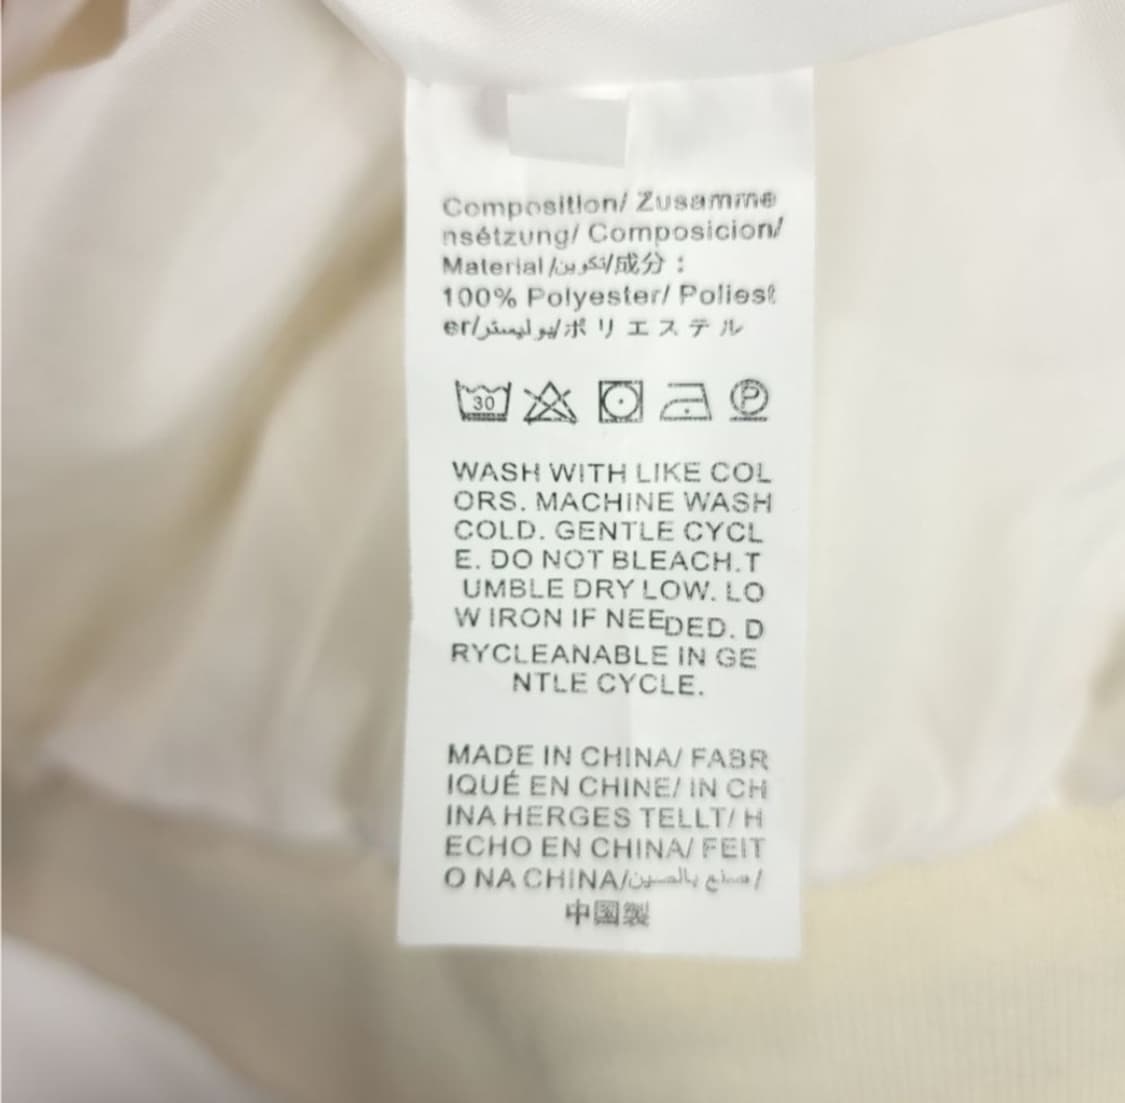 Composition/ Zusamme
nsétzung/ Composicion/
Material/تكوين/成分：
100% Polyester/ Poliest
er/بوليستر/ポリエステル
30
P
WASH WITH LIKE COL
ORS. MACHINE WASH
COLD. GENTLE CYCL
E. DO NOT BLEACH.T
UMBLE DRY LOW. LO
W IRON IF NEEDED. D
RYCLEANABLE IN GE
NTLE CYCLE.
MADE IN CHINA/ FABR
IQUÉ EN CHINE/ IN CH
INA HERGES TELLT/ H
ECHO EN CHINA/ FEIT
O NA CHINA/صنع بالصين/
中国製